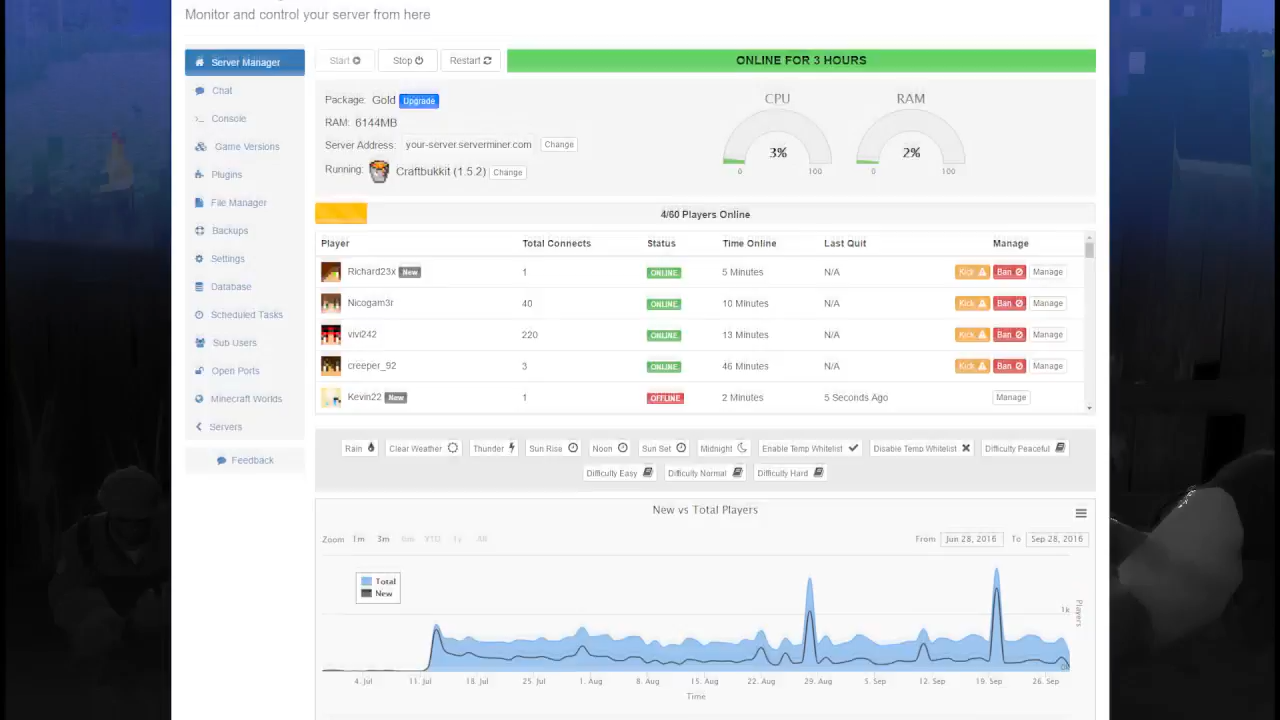 Monitor and control your server from here
Server Manager
Chat
Console
Game Versions
Plugins
File Manager
Backups
Settings
Database
Scheduled Tasks
Sub Users
Open Ports
Minecraft Worlds
Servers
Feedback
Start Stop Restart ONLINE FOR 3 HOURS
Package: Gold Upgrade
RAM: 6144MB
Server Address: your-server.serverminer.com Change
Running: Craftbukkit (1.5.2) Change
CPU RAM
3% 2%
0 100 0 100
4/60 Players Online
Player Total Connects Status Time Online Last Quit Manage
Richard23x New 1 ONLINE 5 Minutes N/A Kick Ban Manage
Nicogam3r 40 ONLINE 10 Minutes N/A Kick Ban Manage
vivi242 220 ONLINE 13 Minutes N/A Kick Ban Manage
creeper_92 3 ONLINE 46 Minutes N/A Kick Ban Manage
Kevin22 New 1 OFFLINE 2 Minutes 5 Seconds Ago Manage
Rain Clear Weather Thunder Sun Rise Noon Sun Set Midnight Enable Temp Whitelist Disable Temp Whitelist Difficulty Peaceful
Difficulty Easy Difficulty Normal Difficulty Hard
New vs Total Players
Zoom 1m 3m 6m YTD 1y All From Jun 28, 2016 To Sep 28, 2016
Total
New
1k
Players
0k
4. Jul 11. Jul 18. Jul 25. Jul 1. Aug 8. Aug 15. Aug 22. Aug 29. Aug 5. Sep 12. Sep 19. Sep 26. Sep
Time